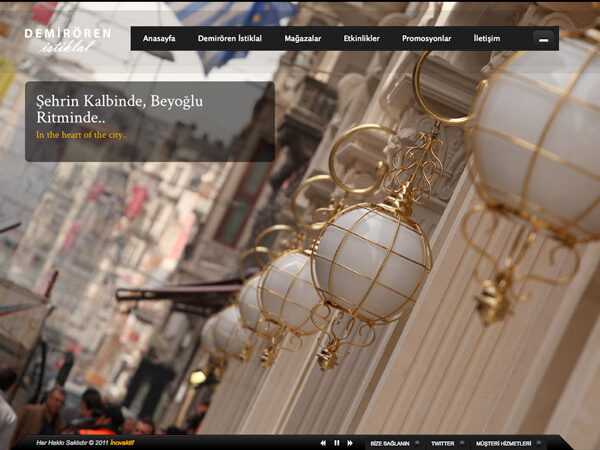 DEMİRÖREN
istiklal
Anasayfa Demirören İstiklal Mağazalar Etkinlikler Promosyonlar İletişim
Şehrin Kalbinde, Beyoğlu
Ritminde..
In the heart of the city..
Her Hakkı Saklıdır © 2011 İnovaktif
BİZE BAĞLANIN TWITTER MÜŞTERİ HİZMETLERİ